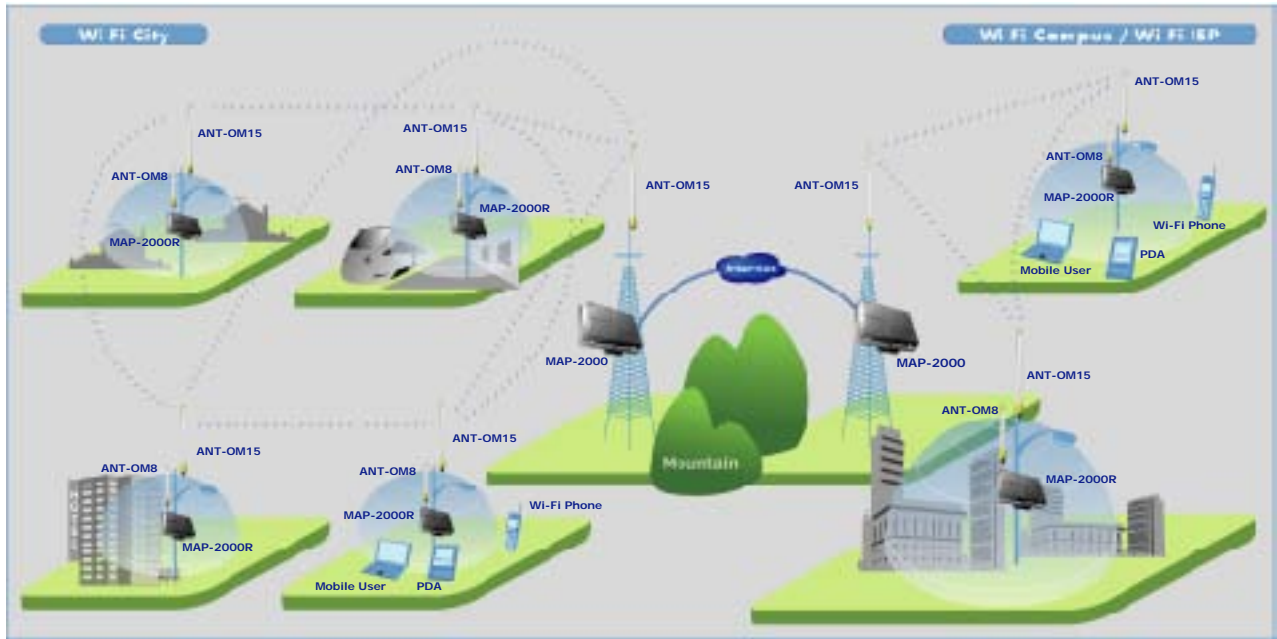 Wi Fi City
Wi Fi Campus / Wi Fi ISP
ANT-OM15
ANT-OM8
MAP-2000R
ANT-OM15
ANT-OM8
MAP-2000R
ANT-OM15
MAP-2000
Internet
ANT-OM15
MAP-2000
Mountain
ANT-OM15
ANT-OM8
MAP-2000R
Wi-Fi Phone
PDA
Mobile User
ANT-OM15
ANT-OM8
MAP-2000R
ANT-OM15
ANT-OM8
MAP-2000R
Wi-Fi Phone
Mobile User
PDA
ANT-OM15
ANT-OM8
MAP-2000R